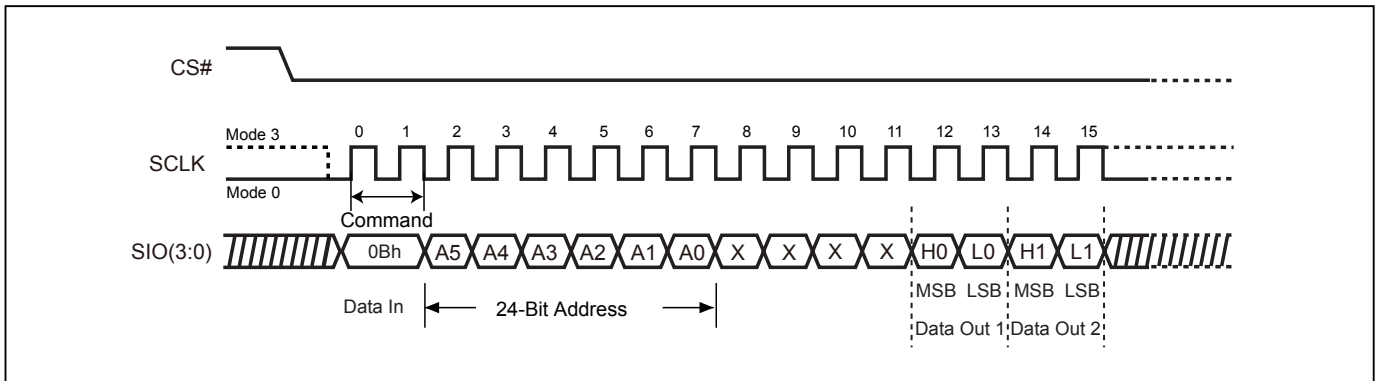 CS#
Mode 3
0 1 2 3 4 5 6 7 8 9 10 11 12 13 14 15
SCLK
Mode 0
Command
SIO(3:0)
0Bh A5 A4 A3 A2 A1 A0 X X X X H0 L0 H1 L1
MSB LSB MSB LSB
Data In
24-Bit Address
Data Out 1 Data Out 2